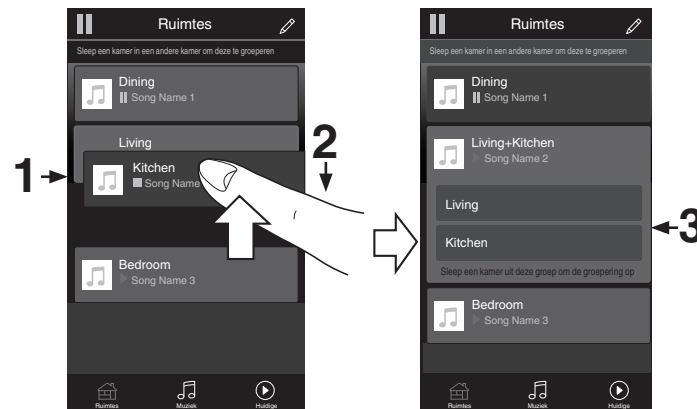 Ruimtes
Sleep een kamer in een andere kamer om deze te groeperen
Dining
Song Name 1
Living
Kitchen
Song Name
Bedroom
Song Name 3
Ruimtes
Muziek
Huidige
1
2
Ruimtes
Sleep een kamer in een andere kamer om deze te groeperen
Dining
Song Name 1
Living+Kitchen
Song Name 2
Living
Kitchen
Sleep een kamer uit deze groep om de groepering op
Bedroom
Song Name 3
Ruimtes
Muziek
Huidige
3